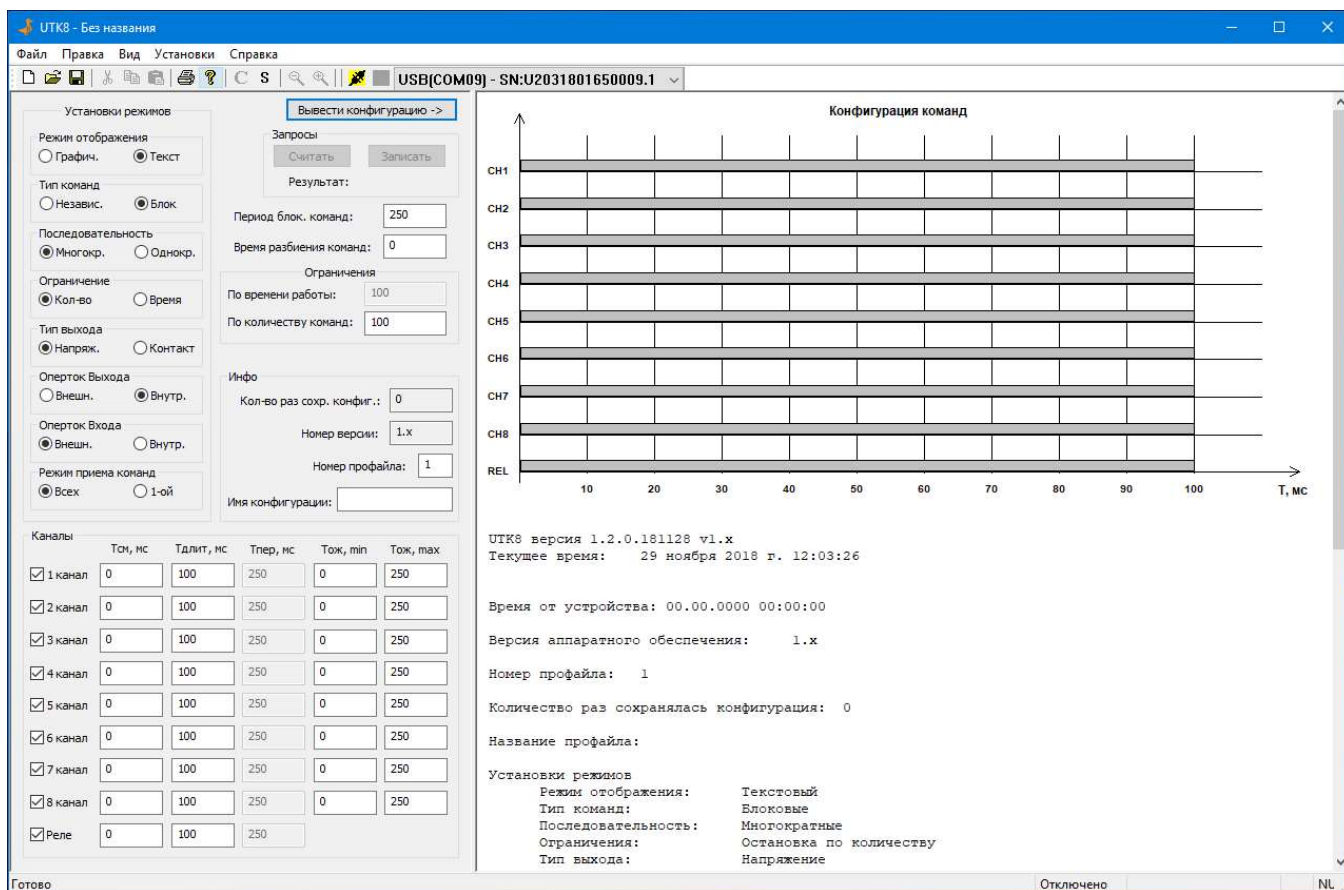 UTK8 - Без названия
Файл Правка Вид Установки Справка
C S USB(COM09) - SN:U2031801650009.1
Установки режимов
Режим отображения
Графич. Текст
Тип команд
Независ. Блок
Последовательность
Многокр. Однокр.
Ограничение
Кол-во Время
Тип выхода
Напряж. Контакт
Оперток Выхода
Внешн. Внутр.
Оперток Входа
Внешн. Внутр.
Режим приема команд
Всех 1-ой
Вывести конфигурацию ->
Запросы
Считать Записать
Результат:
Период блок. команд: 250
Время разбиения команд: 0
Ограничения
По времени работы: 100
По количеству команд: 100
Инфо
Кол-во раз сохр. конфиг.: 0
Номер версии: 1.x
Номер профайла: 1
Имя конфигурации:
Каналы
Тсм, мс Тдлит, мс Тпер, мс Тож, min Тож, max
1 канал 0 100 250 0 250
2 канал 0 100 250 0 250
3 канал 0 100 250 0 250
4 канал 0 100 250 0 250
5 канал 0 100 250 0 250
6 канал 0 100 250 0 250
7 канал 0 100 250 0 250
8 канал 0 100 250 0 250
Реле 0 100 250
Конфигурация команд
CH1
CH2
CH3
CH4
CH5
CH6
CH7
CH8
REL
10 20 30 40 50 60 70 80 90 100 T, мс
UTK8 версия 1.2.0.181128 v1.x
Текущее время: 29 ноября 2018 г. 12:03:26
Время от устройства: 00.00.0000 00:00:00
Версия аппаратного обеспечения: 1.x
Номер профайла: 1
Количество раз сохранялась конфигурация: 0
Название профайла:
Установки режимов
Режим отображения: Текстовый
Тип команд: Блоковые
Последовательность: Многократные
Ограничения: Остановка по количеству
Тип выхода: Напряжение
Готово Отключено